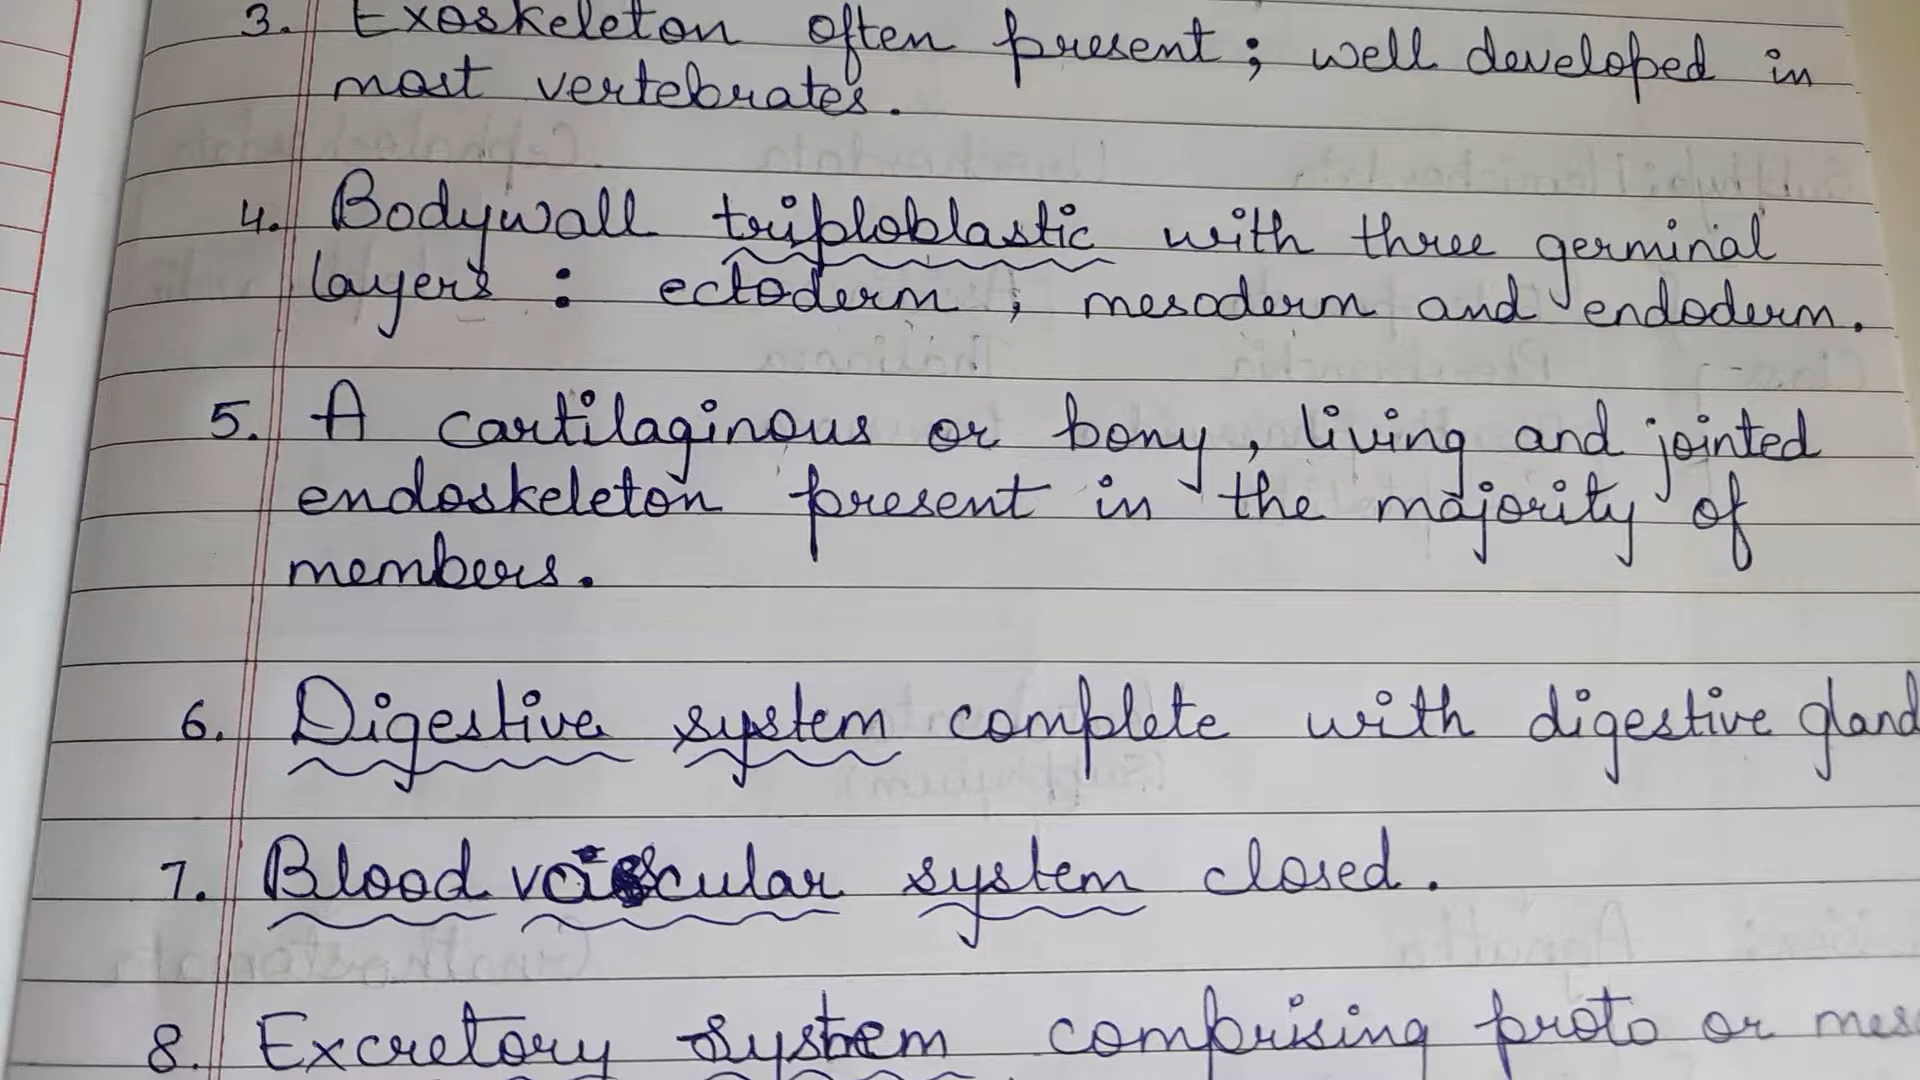 3. Exoskeleton often present; well developed in
most vertebrates.
4. Bodywall triploblastic with three germinal
layers: ectoderm, mesoderm and endoderm.
5. A cartilaginous or bony, living and jointed
endoskeleton present in the majority of
members.
6. Digestive system complete with digestive gland
7. Blood vascular system closed.
8. Excretory system comprising proto or mes